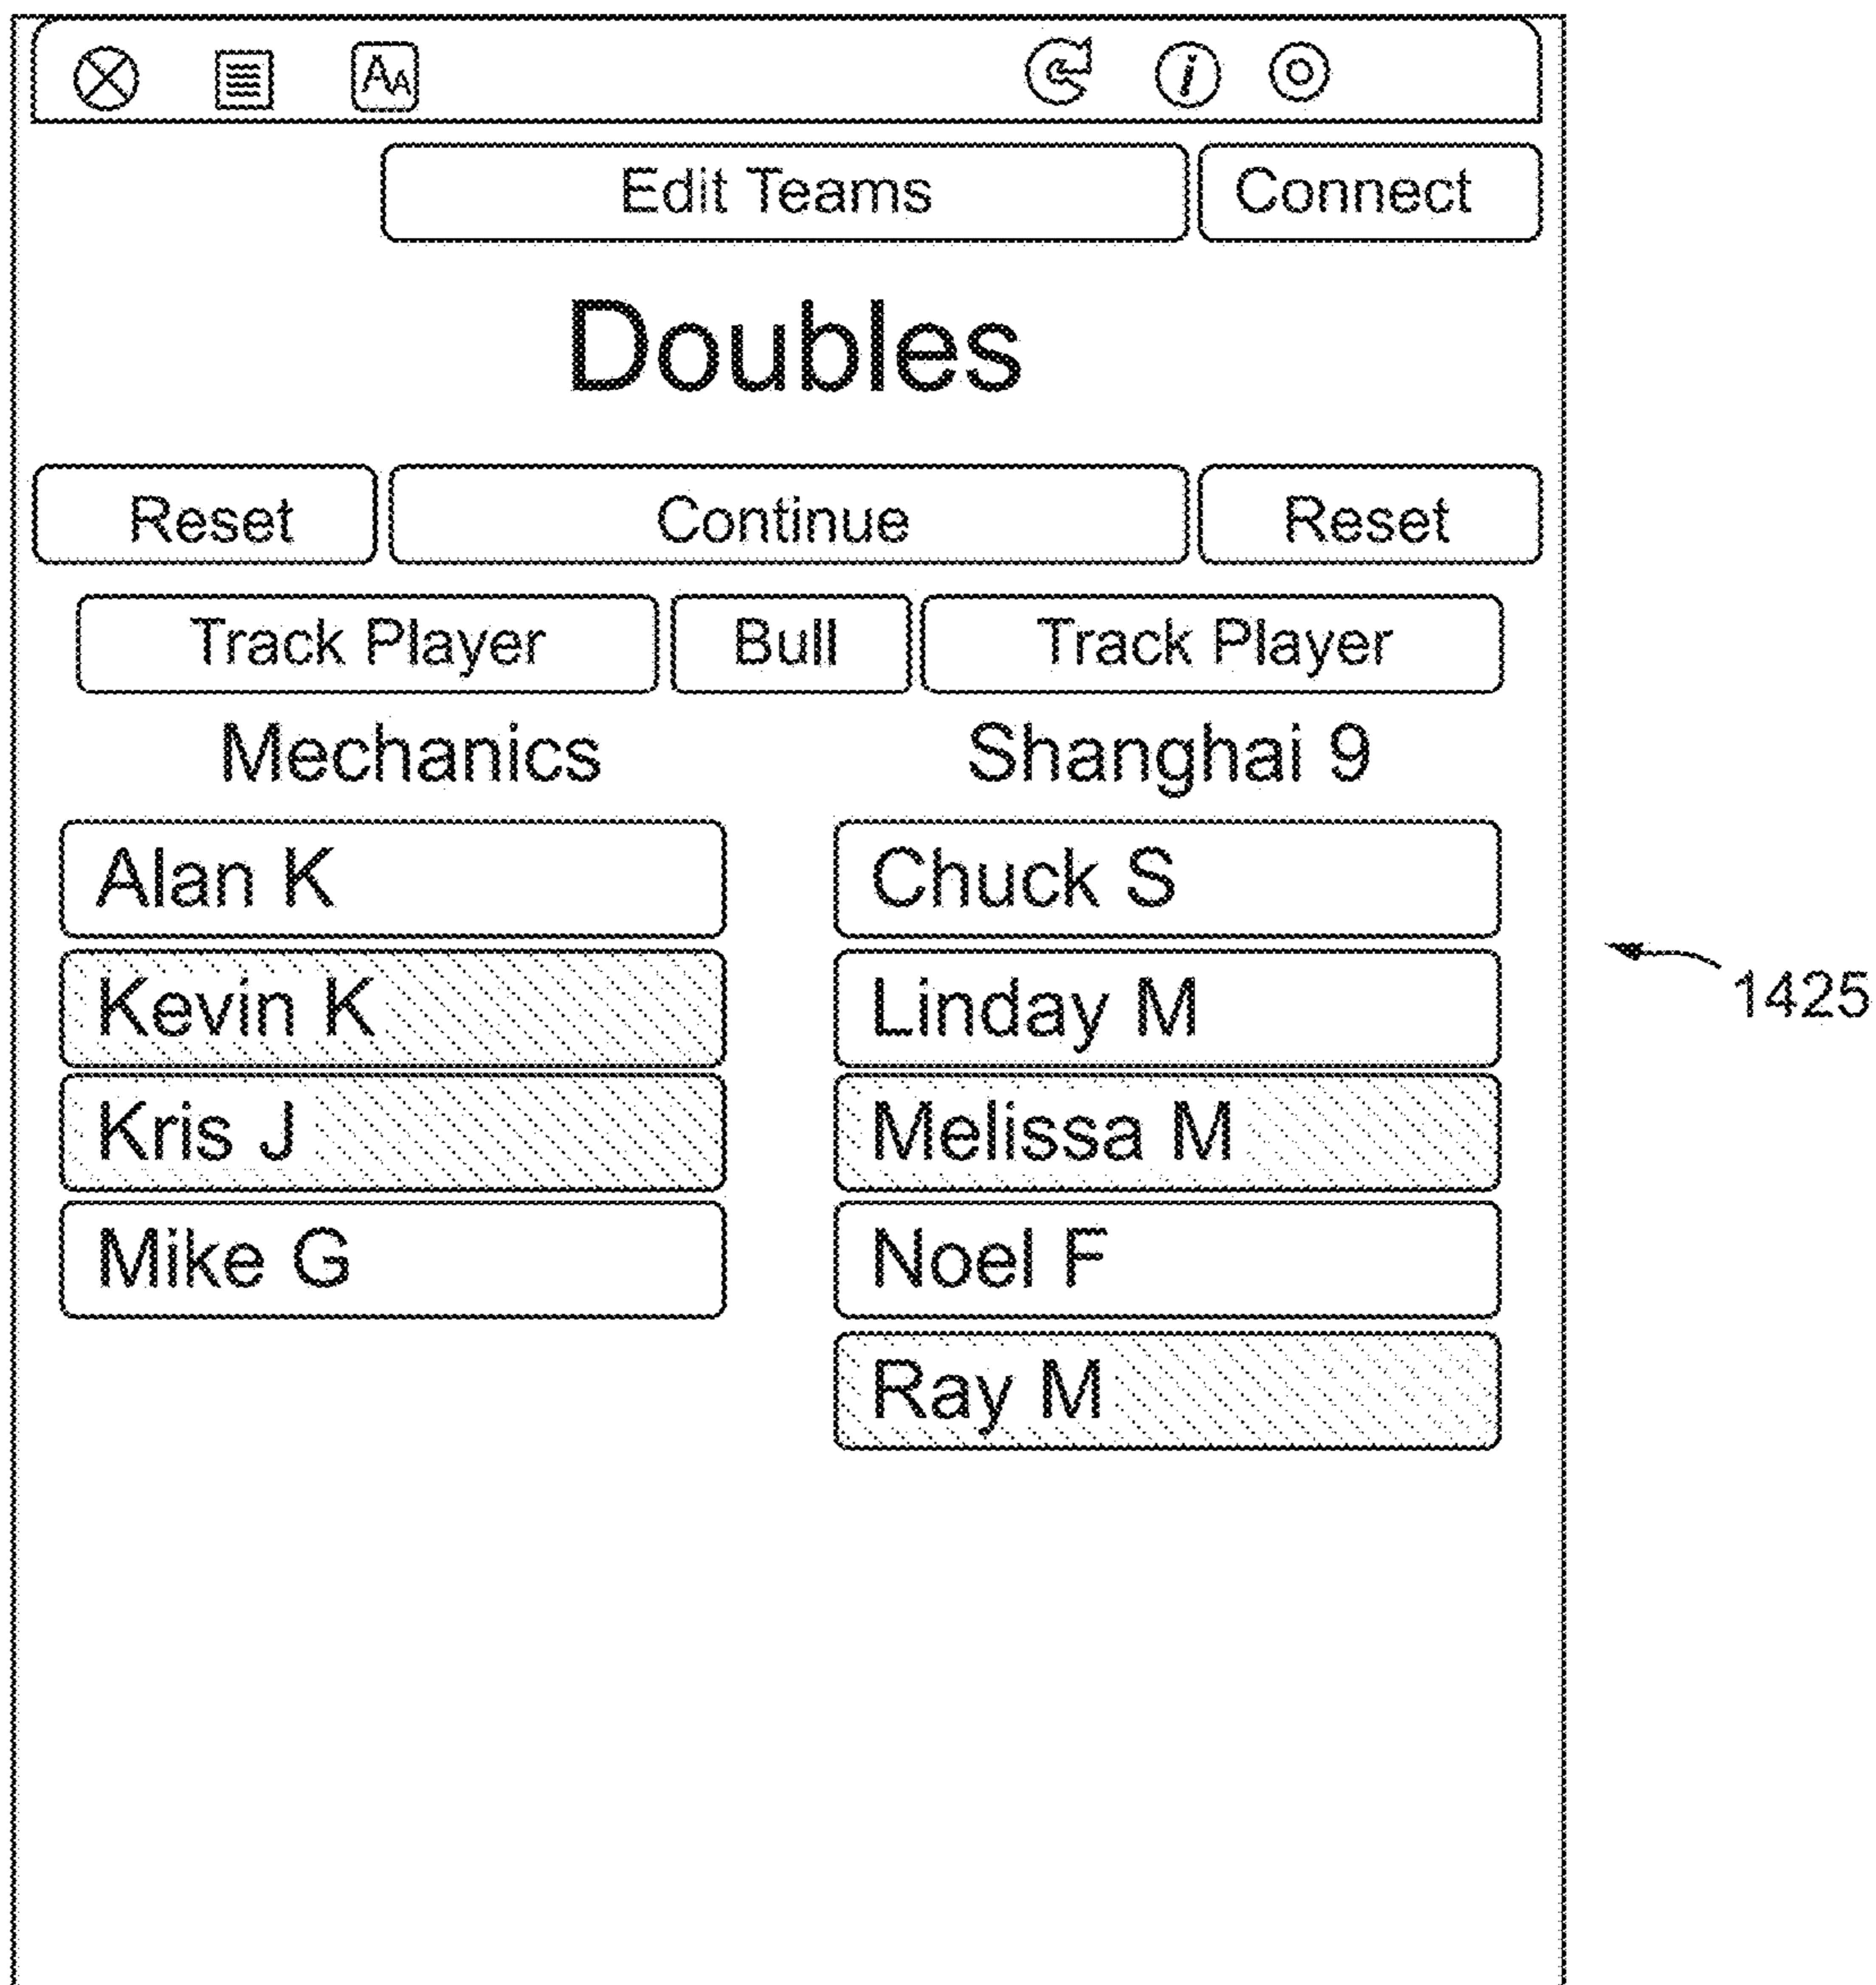 AA
i
Edit Teams Connect
Doubles
Reset Continue Reset
Track Player Bull Track Player
Mechanics Shanghai 9
Alan K Chuck S
Kevin K Linday M
Kris J Melissa M
Mike G Noel F
Ray M
1425